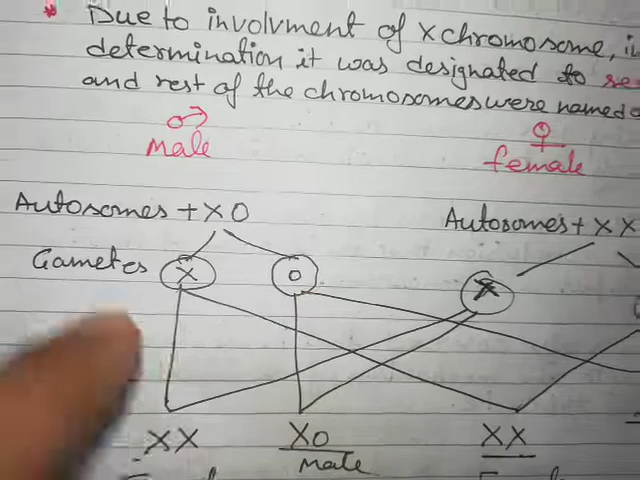 * Due to involvment of X chromosome, in
determination it was designated to se
and rest of the chromosomes were named a
Male
female
Autosomes + XO
Autosomes + XX
Gametes
X
O
X
XX
XO
XX
Male